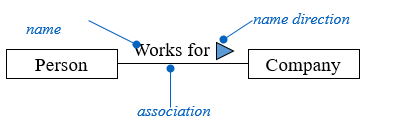 name direction
name
Works for
Person
Company
association